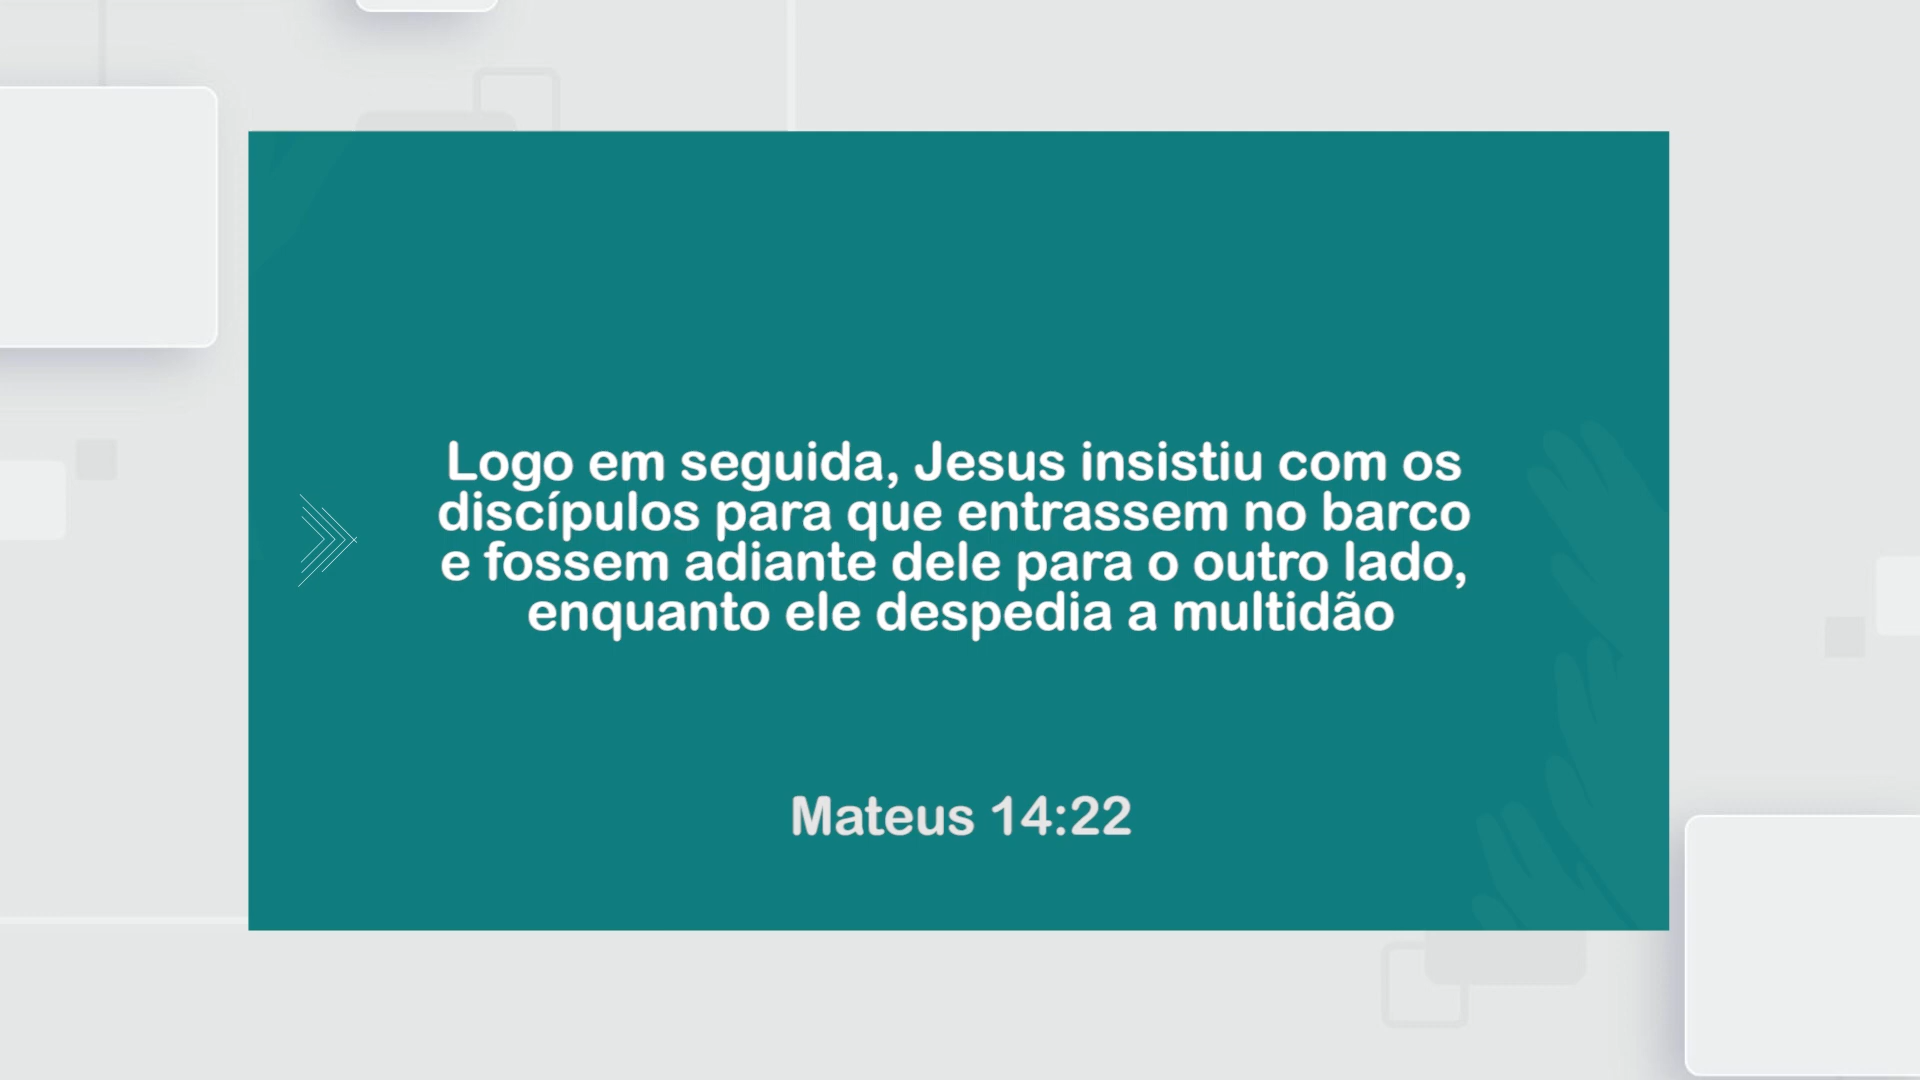 Logo em seguida, Jesus insistiu com os
discípulos para que entrassem no barco
e fossem adiante dele para o outro lado,
enquanto ele despedia a multidão
Mateus 14:22